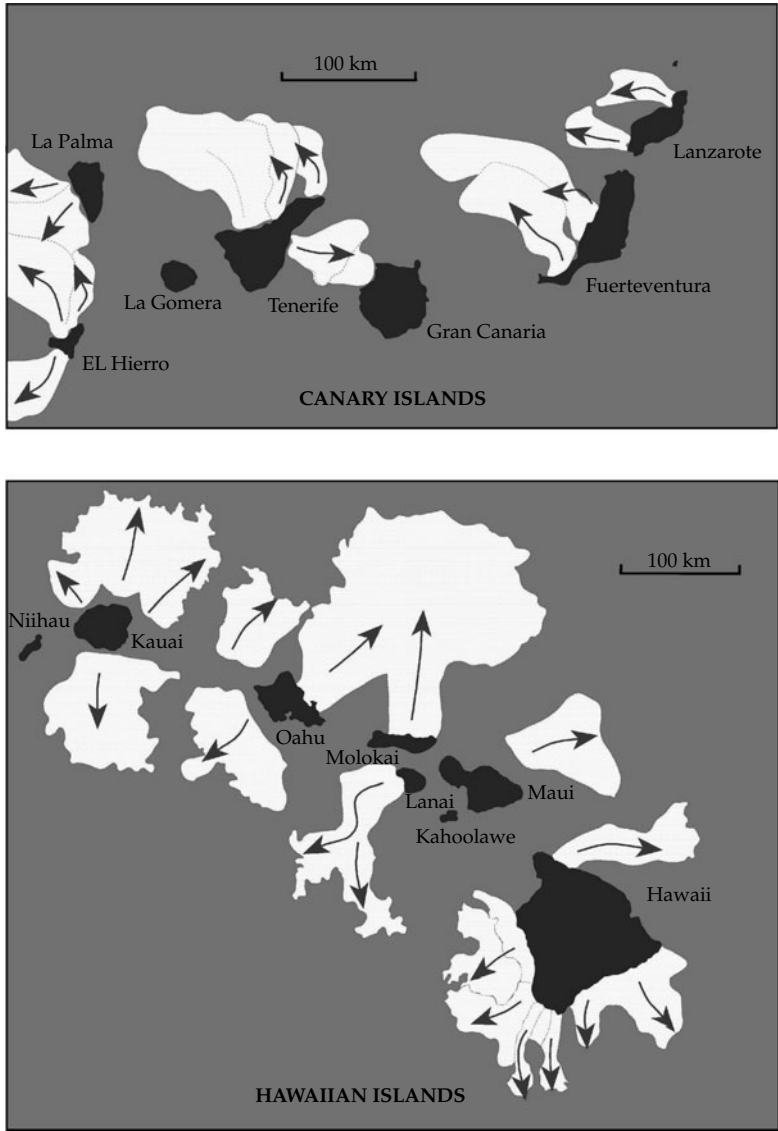 100 km
La Palma
Lanzarote
La Gomera
Tenerife
Fuerteventura
Gran Canaria
EL Hierro
CANARY ISLANDS
100 km
Niihau
Kauai
Oahu
Molokai
Lanai
Maui
Kahoolawe
Hawaii
HAWAIIAN ISLANDS